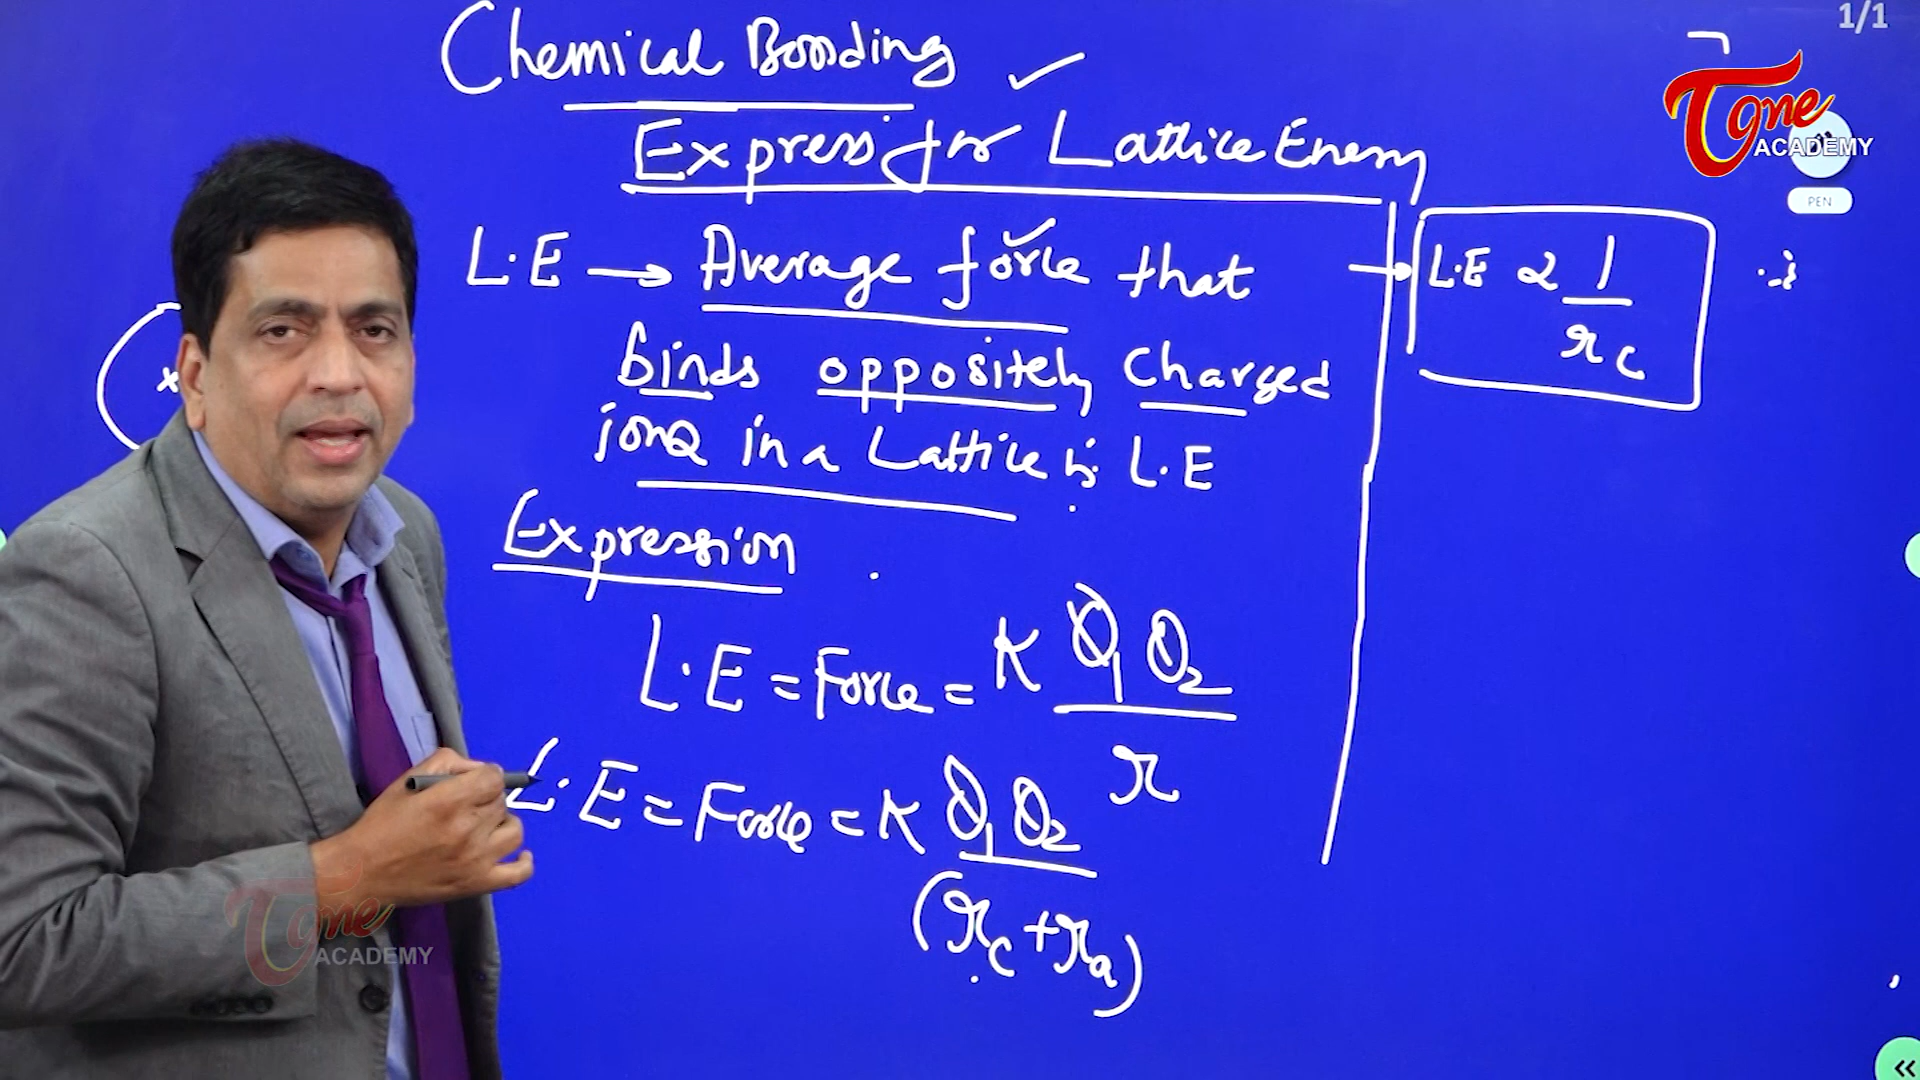 1/1
Chemical Bonding ✓
Tone
ACADEMY
PEN
Express for Lattice Energy
L.E → Average force that
binds oppositely charged
ions in a Lattice is L.E
→ L.E ∝ 1/rc
Expression
L.E = Force = K Q1 Q2 / r
L.E = Force = K Q1 Q2 / (rc + ra)
Tone
ACADEMY